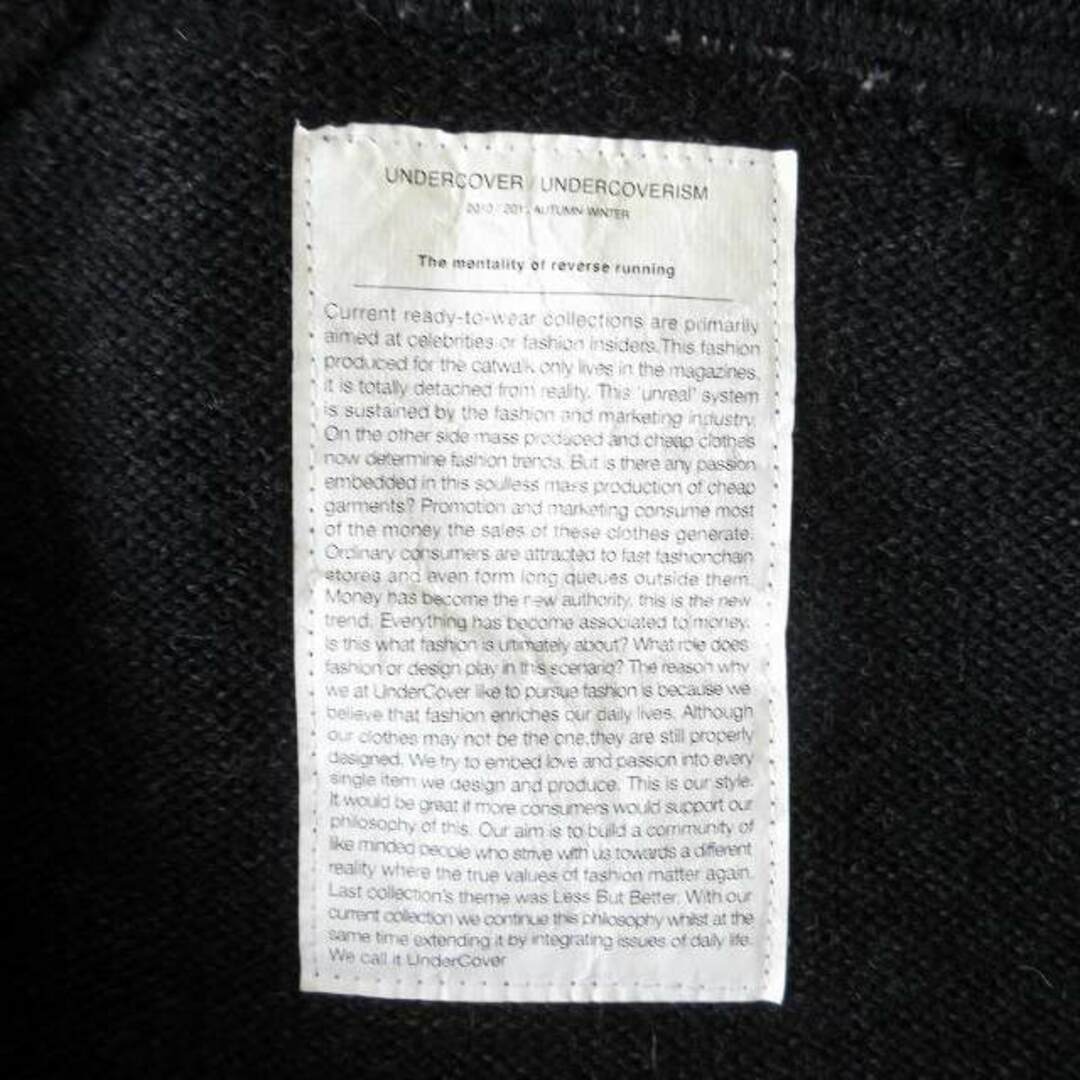 UNDERCOVER / UNDERCOVERISM
2010 / 2011 AUTUMN WINTER
The mentality of reverse running
Current ready-to-wear collections are primarily
aimed at celebrities or fashion insiders.This fashion
produced for the catwalk only lives in the magazines,
it is totally detached from reality. This 'unreal' system
is sustained by the fashion and marketing industry.
On the other side mass produced and cheap clothes
now determine fashion trends. But is there any passion
embedded in this soulless mass production of cheap
garments? Promotion and marketing consume most
of the money the sales of these clothes generate.
Ordinary consumers are attracted to fast fashionchain
stores and even form long queues outside them.
Money has become the new authority, this is the new
trend. Everything has become associated to money.
Is this what fashion is ultimately about? What role does
fashion or design play in this scenario? The reason why
we at UnderCover like to pursue fashion is because we
believe that fashion enriches our daily lives. Although
our clothes may not be the one,they are still properly
designed. We try to embed love and passion into every
single item we design and produce. This is our style.
It would be great if more consumers would support our
philosophy of this. Our aim is to build a community of
like minded people who strive with us towards a different
reality where the true values of fashion matter again.
Last collection's theme was Less But Better. With our
current collection we continue this philosophy whilst at the
same time extending it by integrating issues of daily life.
We call it UnderCover